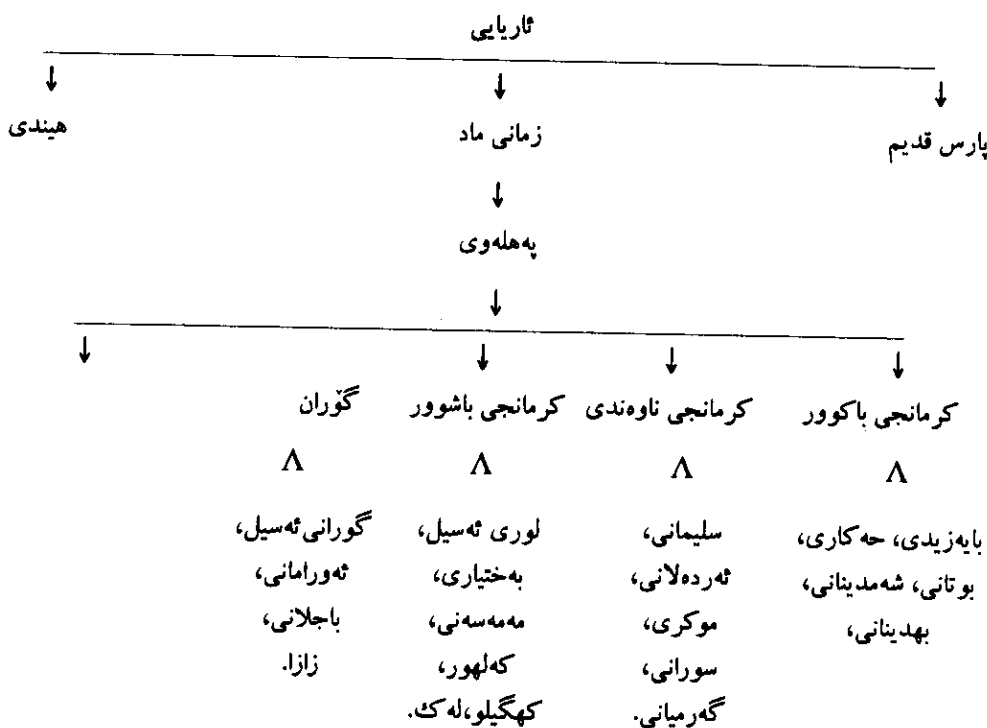 ئاریایی
پارس قدیم
زمانی ماد
هیندی
پەهلەوی
کرمانجی باکوور
کرمانجی ناوەندی
کرمانجی باشوور
گۆران
بایەزیدی، حەکاری،
بوتانی، شەمدینانی،
بهدینانی،
سلیمانی،
ئەردەلانی،
موکری،
سورانی،
گەرمیانی.
لوری ئەسیل،
بەختیاری،
مەمەسەنی،
کەلهور،
کهگیلو،لەک.
گورانی‌ئەسیل،
ئەورامانی،
باجلانی،
زازا.